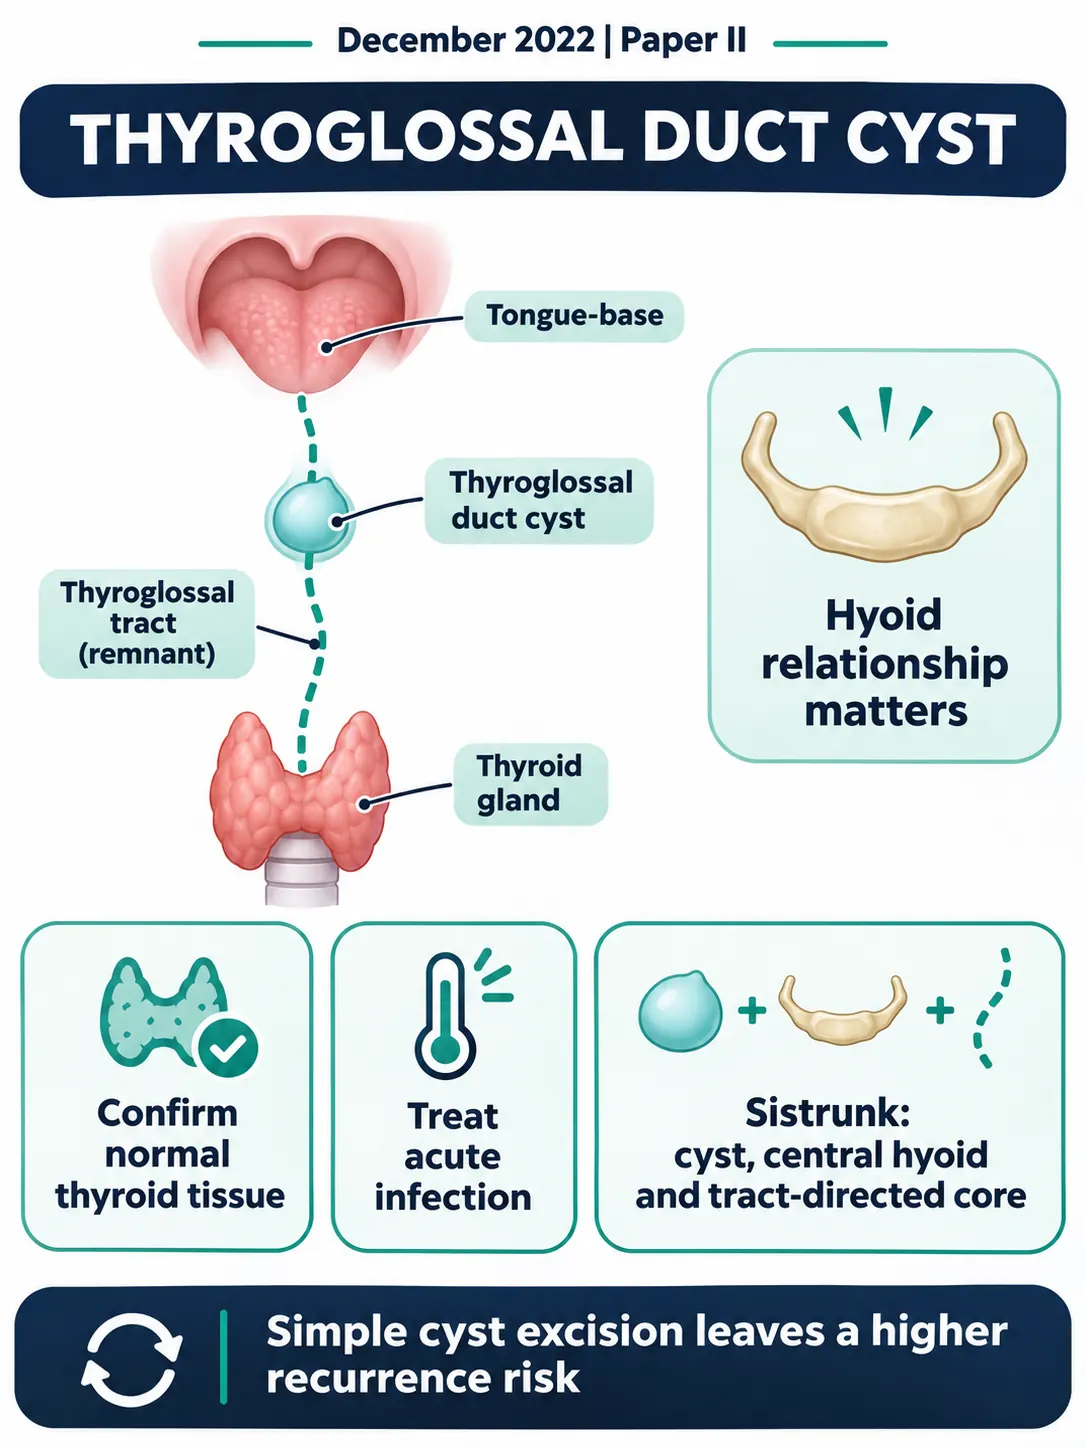 December 2022 | Paper II
THYROGLOSSAL DUCT CYST
Tongue-base
Thyroglossal
duct cyst
Thyroglossal
tract
(remnant)
Thyroid
gland
Hyoid
relationship
matters
Confirm
normal
thyroid tissue
Treat
acute
infection
Sistrunk:
cyst, central hyoid
and tract-directed core
Simple cyst excision leaves a higher
recurrence risk